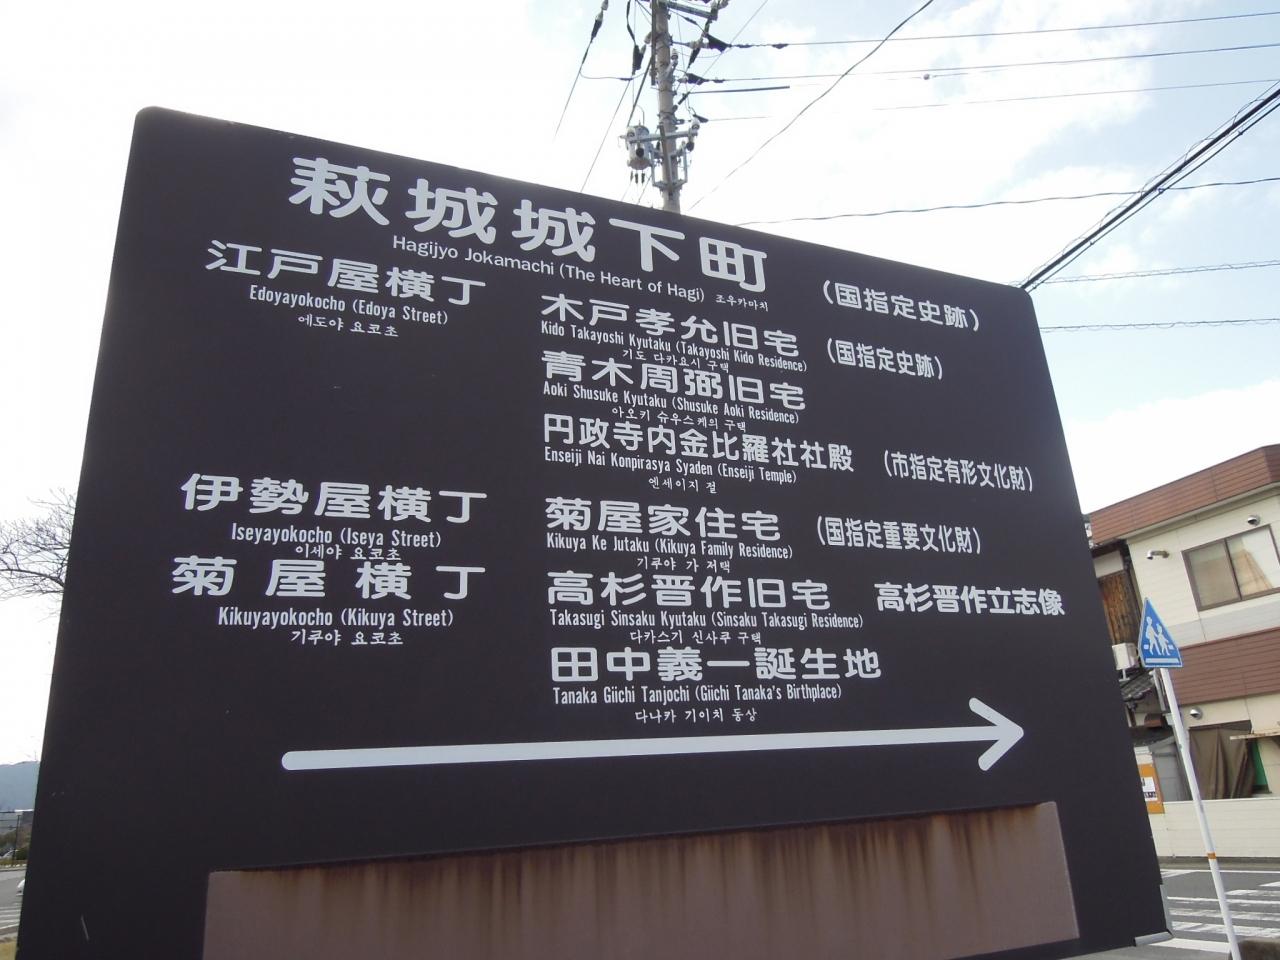 萩城城下町
Hagijyo Jokamachi (The Heart of Hagi) 조우카마치
(国指定史跡)
江戸屋横丁
Edoyayokocho (Edoya Street)
에도야 요코초
木戸孝允旧宅 (国指定史跡)
Kido Takayoshi Kyutaku (Takayoshi Kido Residence)
기도 다카요시 구택
青木周弼旧宅
Aoki Shusuke Kyutaku (Shusuke Aoki Residence)
아오키 슈우스케의 구택
円政寺内金比羅社社殿 (市指定有形文化財)
Enseiji Nai Konpirasya Syaden (Enseiji Temple)
엔세이지 절
伊勢屋横丁
Iseyayokocho (Iseya Street)
이세야 요코초
菊屋家住宅 (国指定重要文化財)
Kikuya Ke Jutaku (Kikuya Family Residence)
기쿠야 가 저택
菊屋横丁
Kikuyayokocho (Kikuya Street)
기쿠야 요코초
高杉晋作旧宅 高杉晋作立志像
Takasugi Sinsaku Kyutaku (Sinsaku Takasugi Residence)
다카스기 신사쿠 구택
田中義一誕生地
Tanaka Giichi Tanjochi (Giichi Tanaka's Birthplace)
다나카 기이치 동상